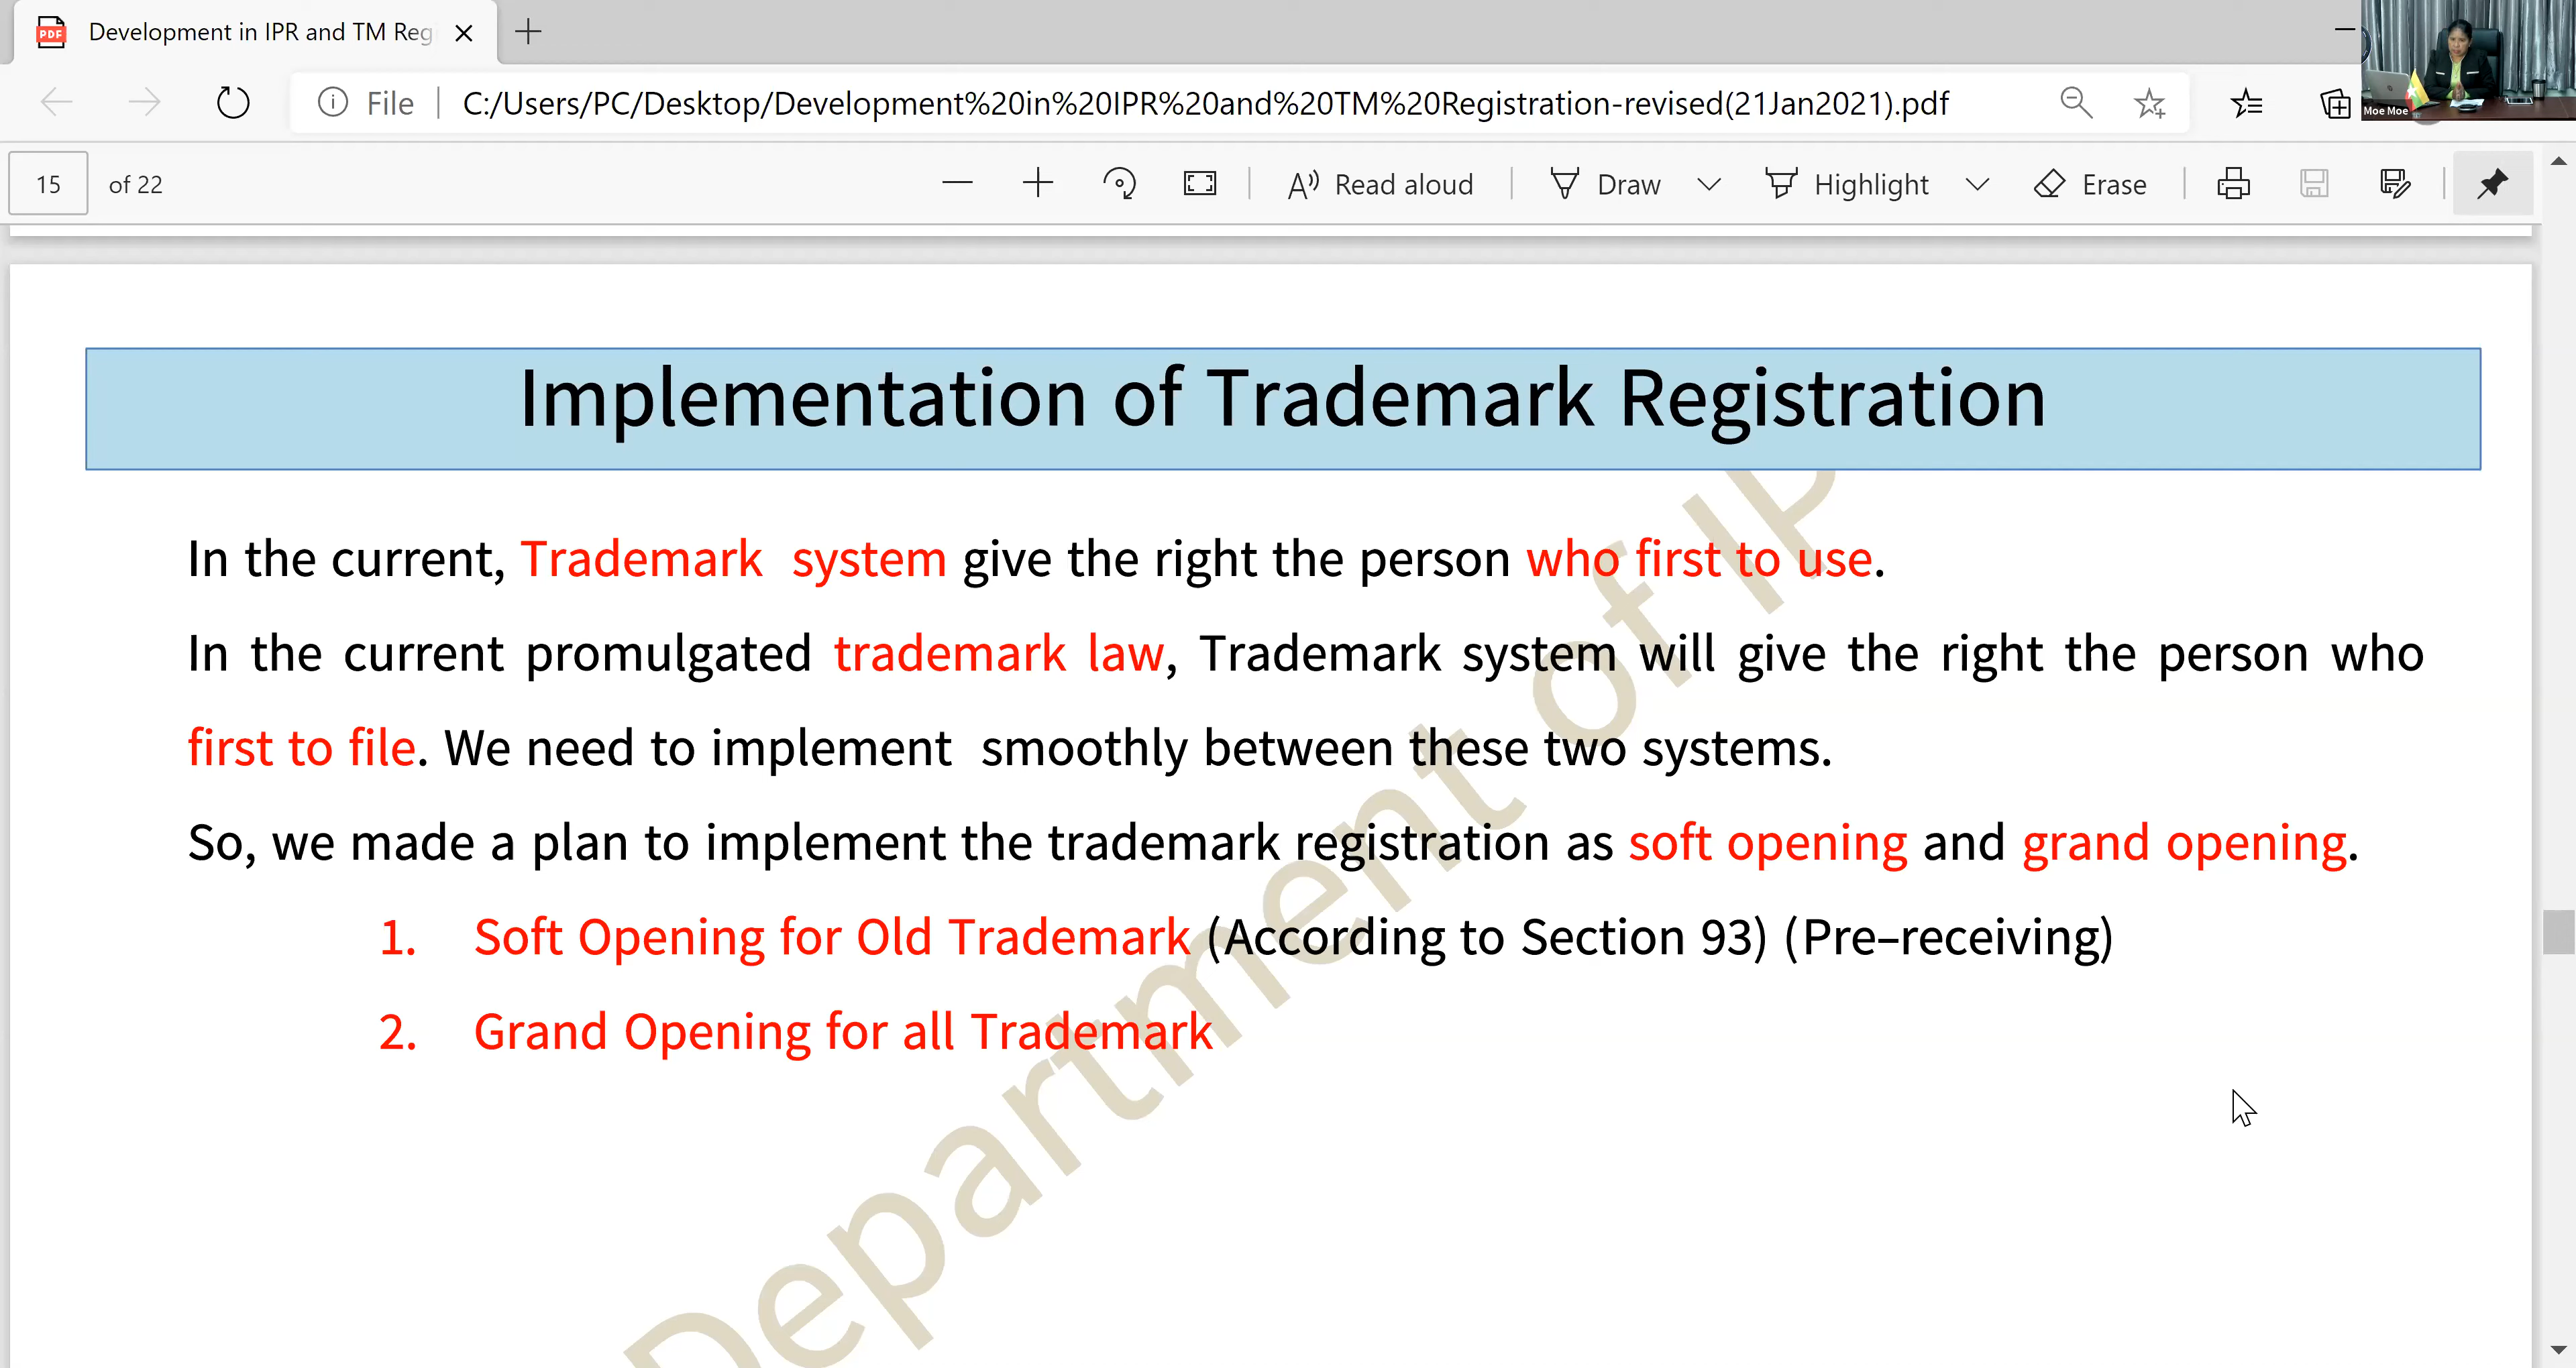 Development in IPR and TM Reg
File
C:/Users/PC/Desktop/Development%20in%20IPR%20and%20TM%20Registration-revised(21Jan2021).pdf
Moe Moe
15 of 22
Read aloud
Draw
Highlight
Erase
Implementation of Trademark Registration
In the current, Trademark system give the right the person who first to use.
In the current promulgated trademark law, Trademark system will give the right the person who
first to file. We need to implement smoothly between these two systems.
So, we made a plan to implement the trademark registration as soft opening and grand opening.
1. Soft Opening for Old Trademark (According to Section 93) (Pre–receiving)
2. Grand Opening for all Trademark
Department of IP